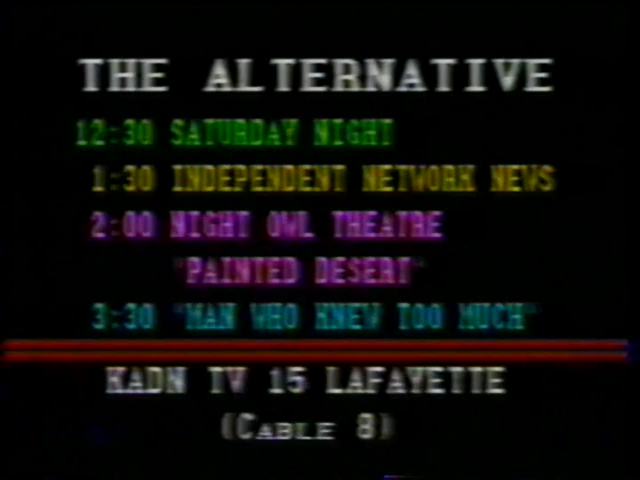 THE ALTERNATIVE
12:30 SATURDAY NIGHT
1:30 INDEPENDENT NETWORK NEWS
2:00 NIGHT OWL THEATRE
"PAINTED DESERT"
3:30 "MAN WHO KNEW TOO MUCH"
KADN TV 15 LAFAYETTE
(CABLE 8)